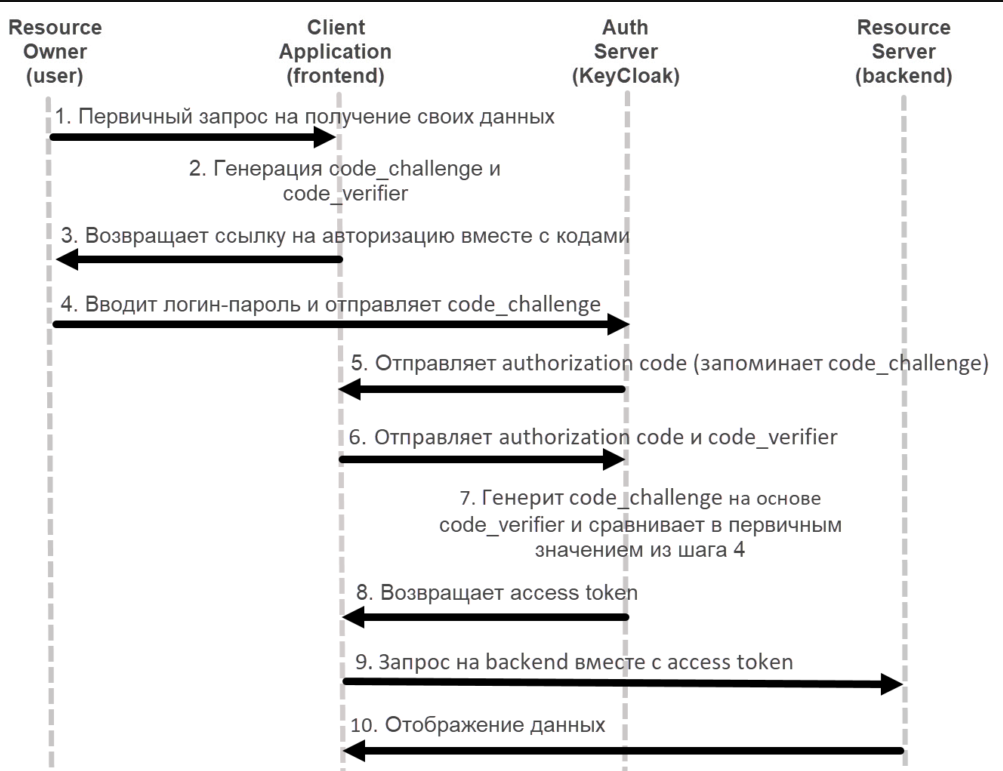 Resource
Owner
(user)
Client
Application
(frontend)
Auth
Server
(KeyCloak)
Resource
Server
(backend)
1. Первичный запрос на получение своих данных
2. Генерация code_challenge и
code_verifier
3. Возвращает ссылку на авторизацию вместе с кодами
4. Вводит логин-пароль и отправляет code_challenge
5. Отправляет authorization code (запоминает code_challenge)
6. Отправляет authorization code и code_verifier
7. Генерит code_challenge на основе
code_verifier и сравнивает в первичным
значением из шага 4
8. Возвращает access token
9. Запрос на backend вместе с access token
10. Отображение данных